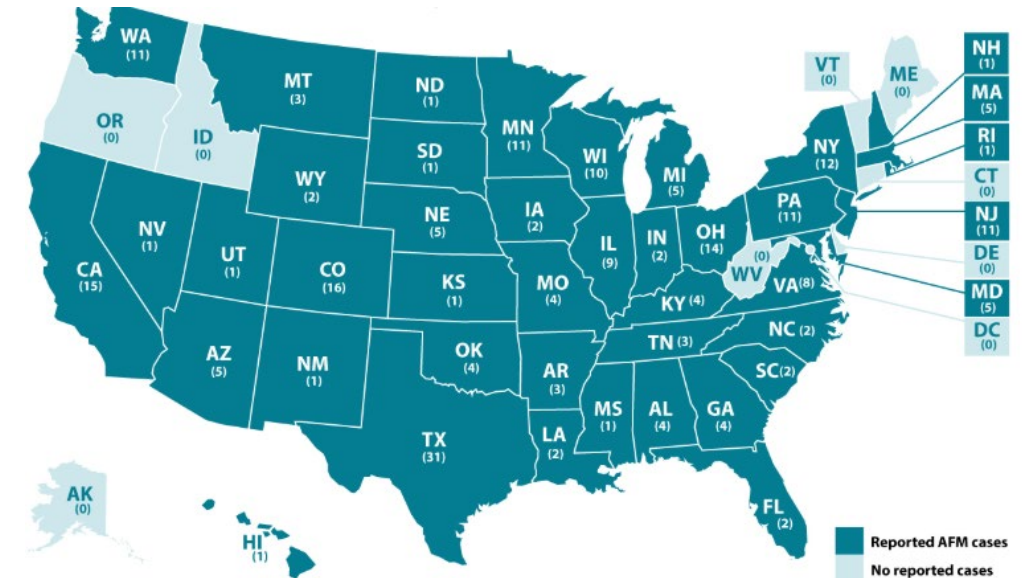 WA
(11)
OR
(0)
ID
(0)
MT
(3)
ND
(1)
SD
(1)
WY
(2)
NE
(5)
MN
(11)
WI
(10)
MI
(5)
IA
(2)
NY
(12)
PA
(11)
VT
(0)
ME
(0)
NH
(1)
MA
(5)
RI
(1)
CT
(0)
NJ
(11)
DE
(0)
MD
(5)
DC
(0)
CA
(15)
NV
(1)
UT
(1)
CO
(16)
KS
(1)
MO
(4)
IL
(9)
IN
(2)
OH
(14)
(0)
WV
VA(8)
KY (4)
NC (2)
TN (3)
SC(2)
AZ
(5)
NM
(1)
OK
(4)
AR
(3)
TX
(31)
LA
(2)
MS
(1)
AL
(4)
GA
(4)
FL
(2)
AK
(0)
HI
(1)
Reported AFM cases
No reported cases